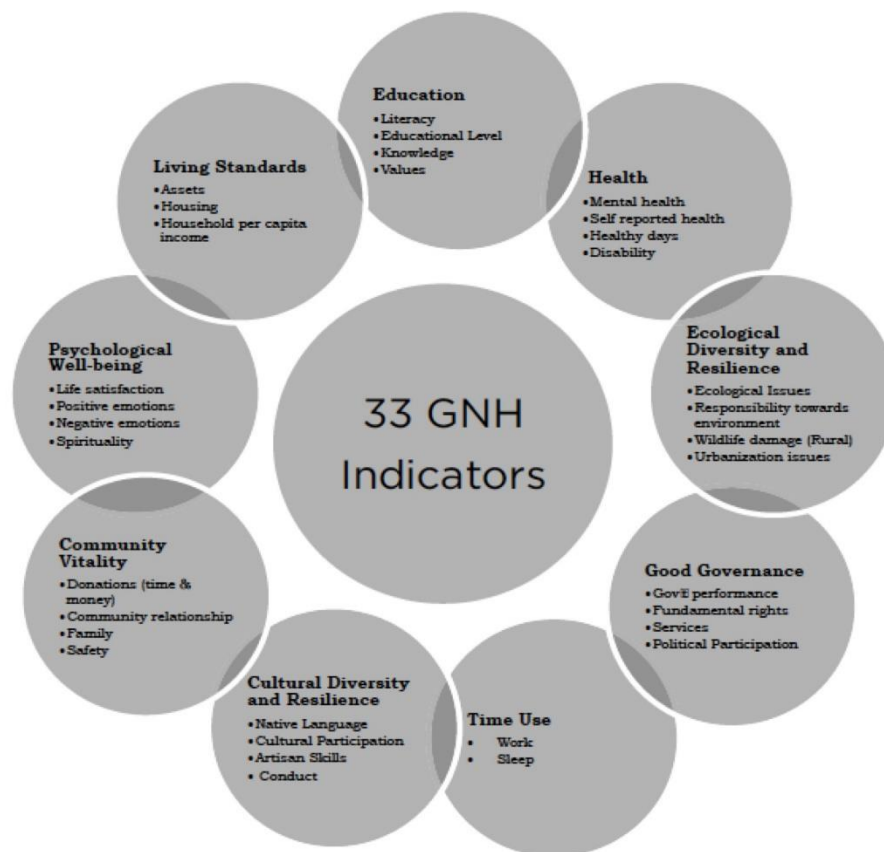 Education
•Literacy
•Educational Level
•Knowledge
•Values
Health
•Mental health
•Self reported health
•Healthy days
•Disability
Ecological
Diversity and
Resilience
•Ecological Issues
•Responsibility towards
environment
•Wildlife damage (Rural)
•Urbanization issues
Good Governance
•Gov't performance
•Fundamental rights
•Services
•Political Participation
Time Use
• Work
• Sleep
Cultural Diversity
and Resilience
•Native Language
•Cultural Participation
•Artisan Skills
• Conduct
Community
Vitality
•Donations (time &
money)
•Community relationship
•Family
•Safety
Psychological
Well-being
•Life satisfaction
•Positive emotions
•Negative emotions
•Spirituality
Living Standards
•Assets
•Housing
•Household per capita
income
33 GNH
Indicators